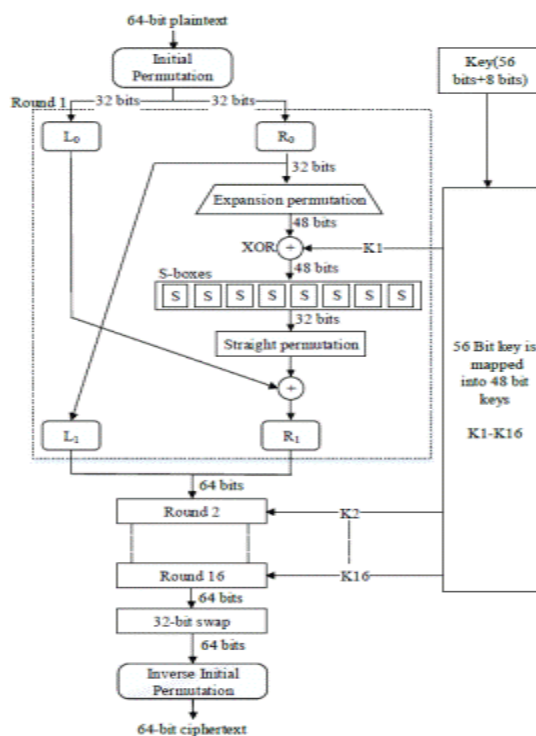 64-bit plaintext
Initial
Permutation
Key(56
bits+8 bits)
Round 1
32 bits
32 bits
L0
R0
32 bits
Expansion permutation
48 bits
XOR
+
K1
48 bits
S-boxes
S S S S S S S S
32 bits
Straight permutation
56 Bit key is
mapped
into 48 bit
keys
K1-K16
+
L1
R1
64 bits
Round 2
K2
Round 16
K16
64 bits
32-bit swap
64 bits
Inverse Initial
Permutation
64-bit ciphertext